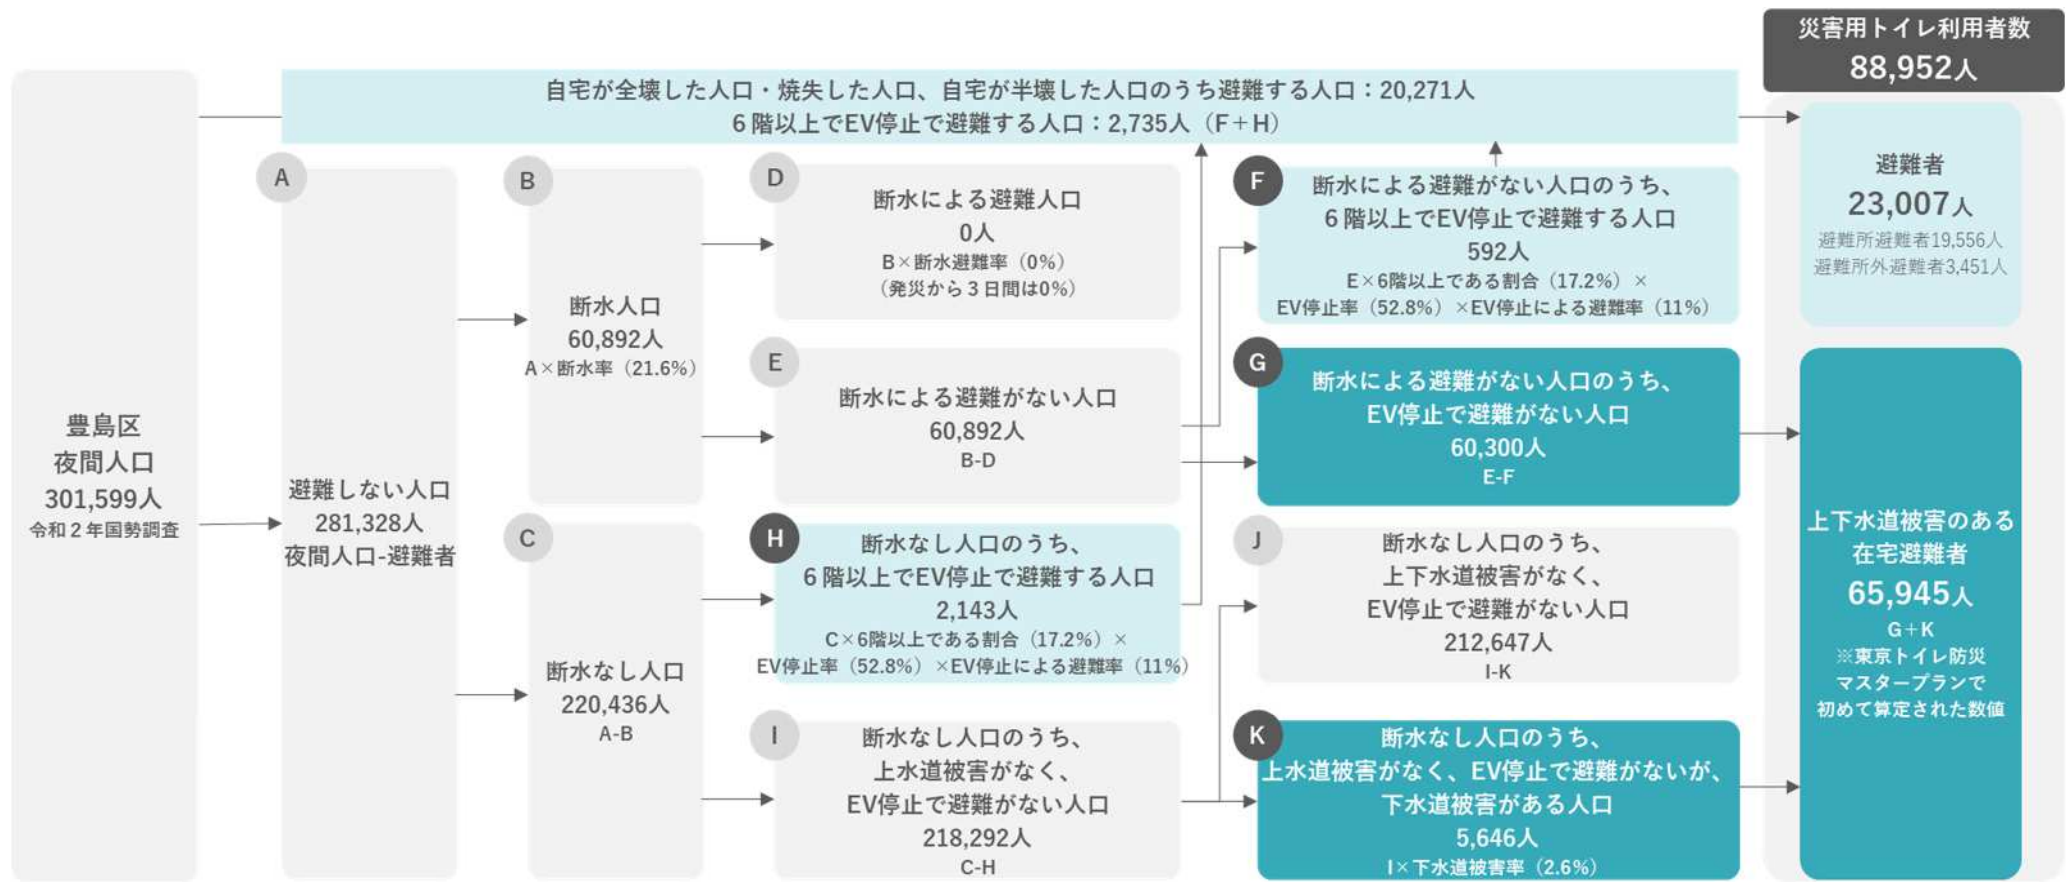 災害用トイレ利用者数
88,952人
自宅が全壊した人口・焼失した人口、自宅が半壊した人口のうち避難する人口：20,271人
６階以上でEV停止で避難する人口：2,735人（F＋H）
豊島区
夜間人口
301,599人
令和２年国勢調査
A
避難しない人口
281,328人
夜間人口-避難者
B
断水人口
60,892人
A×断水率（21.6%）
C
断水なし人口
220,436人
A-B
D
断水による避難人口
0人
B×断水避難率（0%）
（発災から３日間は0%）
E
断水による避難がない人口
60,892人
B-D
H
断水なし人口のうち、
６階以上でEV停止で避難する人口
2,143人
C×6階以上である割合（17.2%）×
EV停止率（52.8%）×EV停止による避難率（11%）
I
断水なし人口のうち、
上水道被害がなく、
EV停止で避難がない人口
218,292人
C-H
F
断水による避難がない人口のうち、
６階以上でEV停止で避難する人口
592人
E×6階以上である割合（17.2%）×
EV停止率（52.8%）×EV停止による避難率（11%）
G
断水による避難がない人口のうち、
EV停止で避難がない人口
60,300人
E-F
J
断水なし人口のうち、
上下水道被害がなく、
EV停止で避難がない人口
212,647人
I-K
K
断水なし人口のうち、
上水道被害がなく、EV停止で避難がないが、
下水道被害がある人口
5,646人
I×下水道被害率（2.6%）
避難者
23,007人
避難所避難者19,556人
避難所外避難者3,451人
上下水道被害のある
在宅避難者
65,945人
G＋K
※東京トイレ防災
マスタープランで
初めて算定された数値